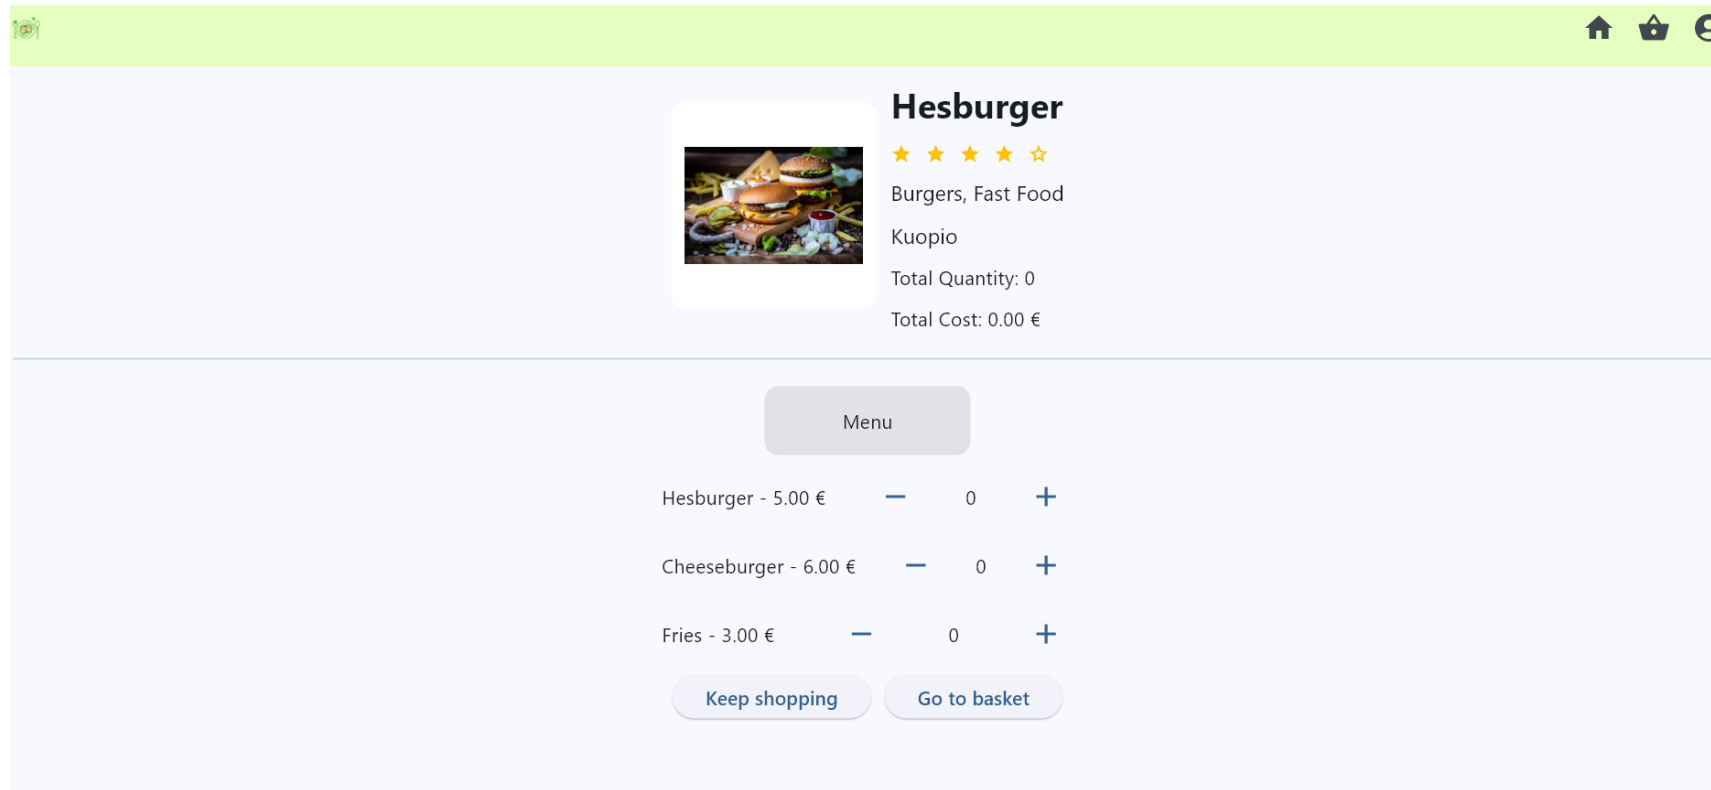 Hesburger
Burgers, Fast Food
Kuopio
Total Quantity: 0
Total Cost: 0.00 €
Menu
Hesburger - 5.00 € — 0 +
Cheeseburger - 6.00 € — 0 +
Fries - 3.00 € — 0 +
Keep shopping Go to basket